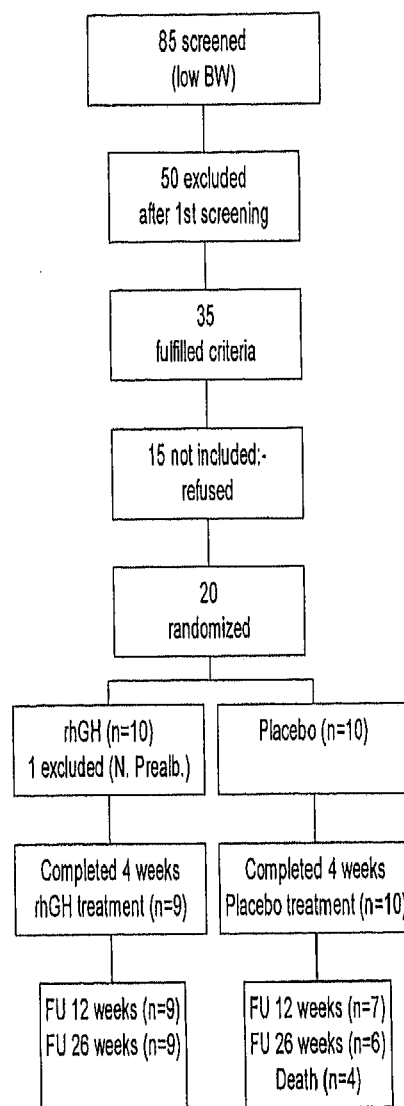 85 screened
(low BW)
50 excluded
after 1st screening
35
fulfilled criteria
15 not included:-
refused
20
randomized
rhGH (n=10)
1 excluded (N. Prealb.)
Placebo (n=10)
Completed 4 weeks
rhGH treatment (n=9)
Completed 4 weeks
Placebo treatment (n=10)
FU 12 weeks (n=9)
FU 26 weeks (n=9)
FU 12 weeks (n=7)
FU 26 weeks (n=6)
Death (n=4)